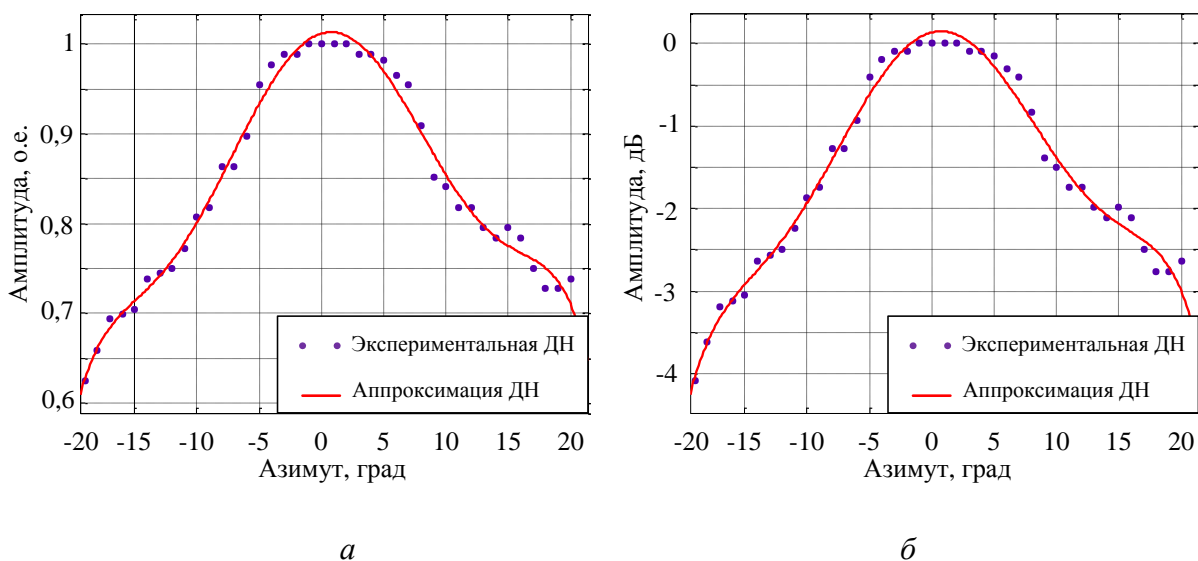 Амплитуда, о.е.
1
0,9
0,8
0,7
0,6
-20 -15 -10 -5 0 5 10 15 20
Азимут, град
Экспериментальная ДН
Аппроксимация ДН
а
Амплитуда, дБ
0
-1
-2
-3
-4
-20 -15 -10 -5 0 5 10 15 20
Азимут, град
Экспериментальная ДН
Аппроксимация ДН
б